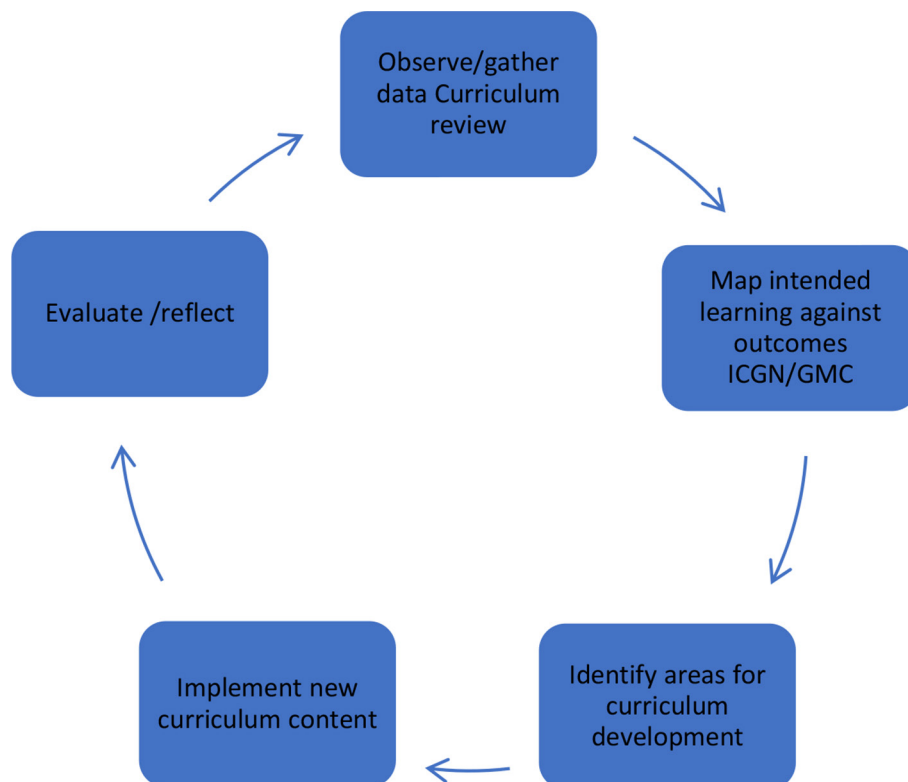 Observe/gather
data Curriculum
review
Map intended
learning against
outcomes
ICGN/GMC
Identify areas for
curriculum
development
Implement new
curriculum content
Evaluate /reflect